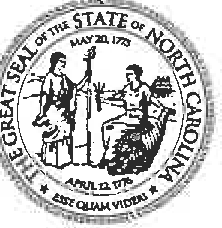 THE GREAT SEAL OF THE STATE OF NORTH CAROLINA
MAY 20, 1775
APRIL 12, 1776
ESSE QUAM VIDERI